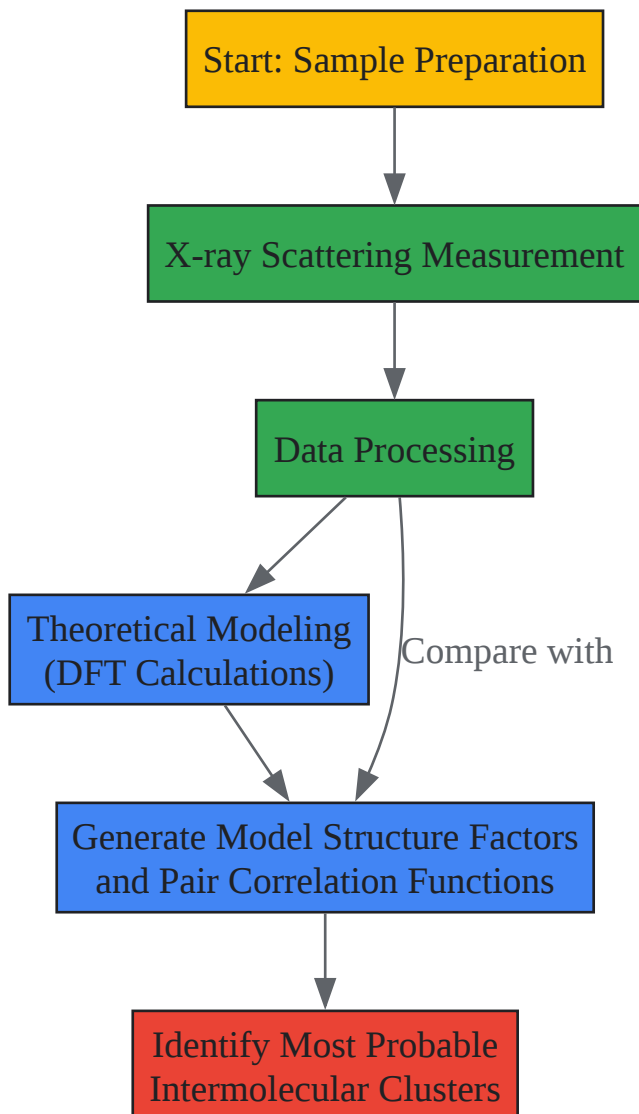 Start: Sample Preparation
X-ray Scattering Measurement
Data Processing
Theoretical Modeling
(DFT Calculations)
Compare with
Generate Model Structure Factors
and Pair Correlation Functions
Identify Most Probable
Intermolecular Clusters